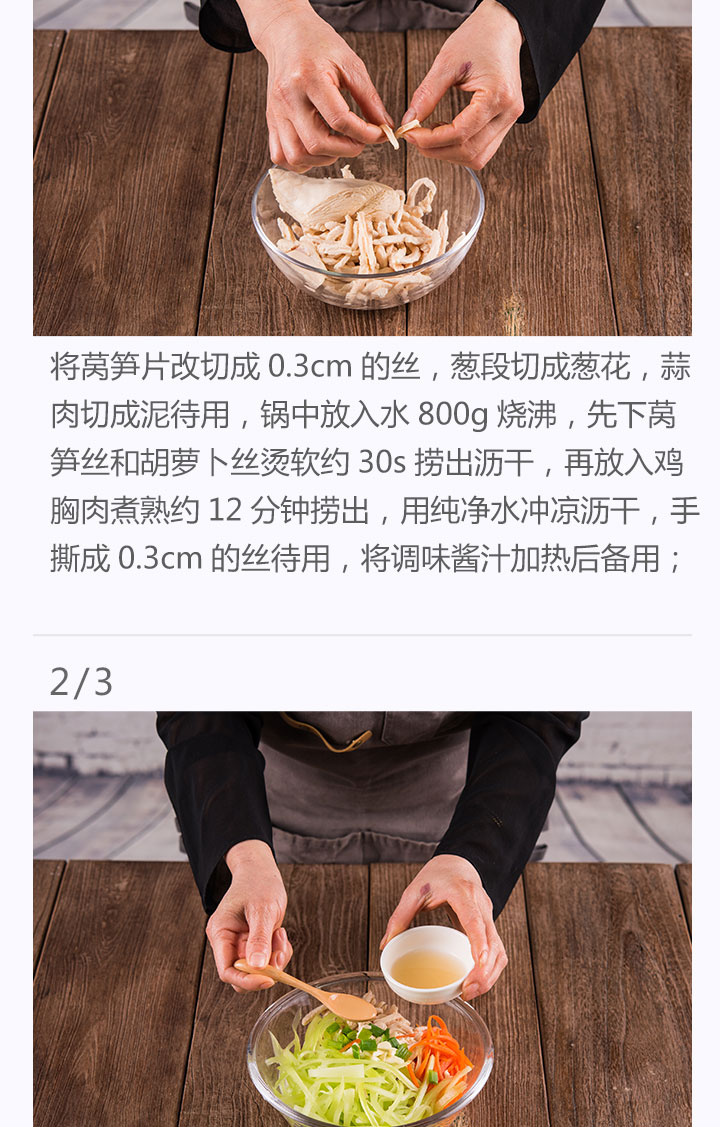 将莴笋片改切成 0.3cm 的丝，葱段切成葱花，蒜
肉切成泥待用，锅中放入水 800g 烧沸，先下莴
笋丝和胡萝卜丝烫软约 30s 捞出沥干，再放入鸡
胸肉煮熟约 12 分钟捞出，用纯净水冲凉沥干，手
撕成 0.3cm 的丝待用，将调味酱汁加热后备用；
2/3